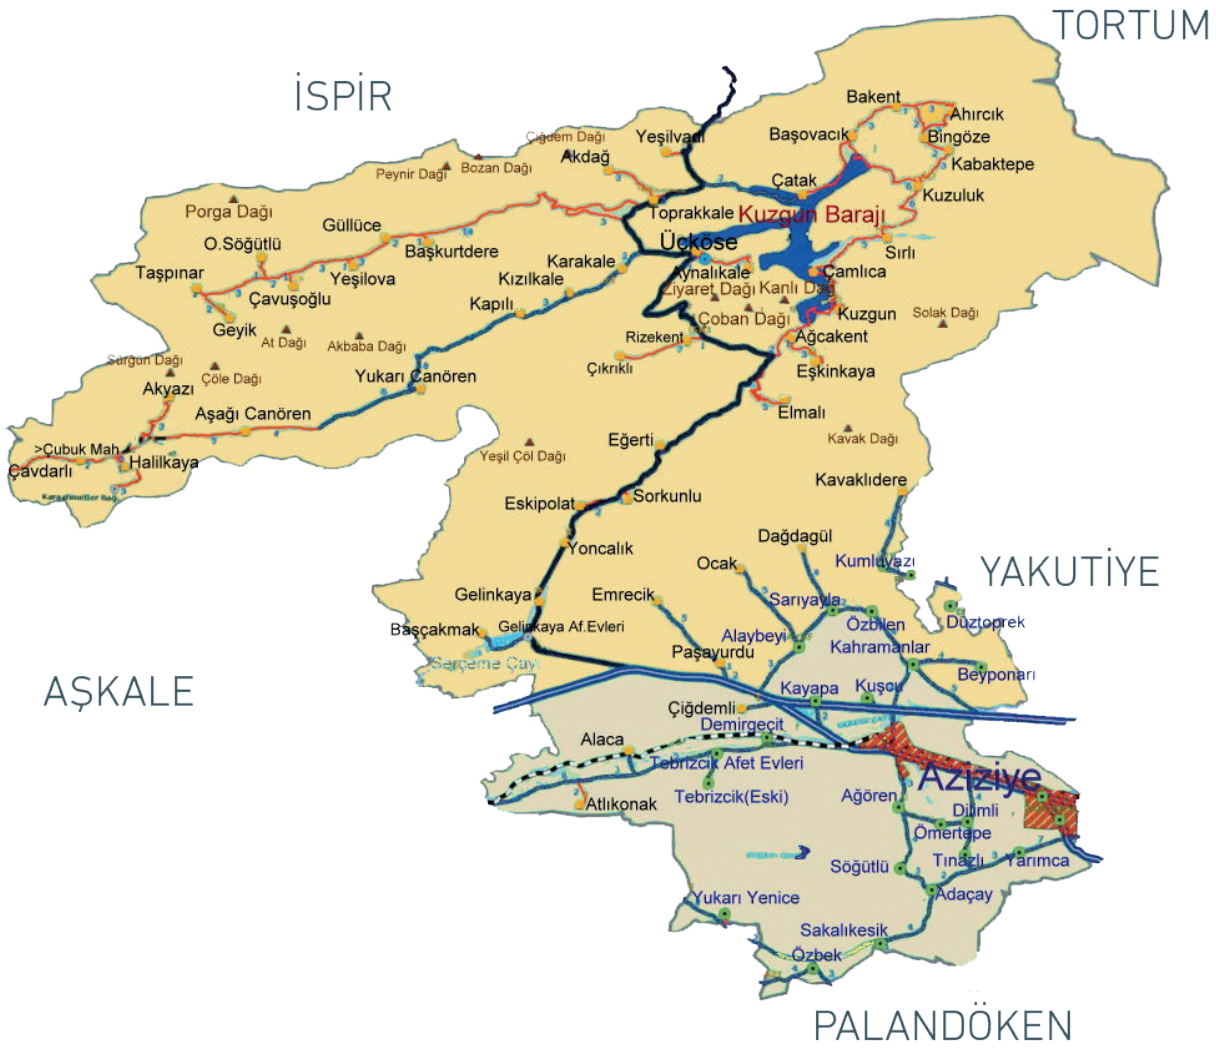 TORTUM
İSPİR
Bakent
Ahırcık
Çiğdem Dağı
Yeşilvadi
Başovacık
Bingöze
Akdağ
Bozan Dağı
Peynir Dağı
Kabaktepe
Çatak
Kuzuluk
Porga Dağı
Toprakkale
Kuzgun Barajı
Güllüce
O.Söğütlü
Başkurtdere
Üçköse
Sırlı
Taşpınar
Yeşilova
Karakale
Aynalıkale
Çamlıca
Kızılkale
Ziyaret Dağı
Kanlı Dağ
Çavuşoğlu
Kapılı
Geyik
Çoban Dağı
Kuzgun
Solak Dağı
At Dağı
Akbaba Dağı
Rizekent
Ağcakent
Sürgün Dağı
Çöle Dağı
Yukarı Canören
Çıkrıklı
Eşkinkaya
Akyazı
Aşağı Canören
Elmalı
Eğerti
Kavak Dağı
>Çubuk Mah
Halilkaya
Çavdarlı
Yeşil Çöl Dağı
Kavaklıdere
Eskipolat
Sorkunlu
Dağdagül
Yoncalık
Ocak
Kumluyazı
YAKUTİYE
Gelinkaya
Emrecik
Sarıyayla
Özbilen
Düztoprek
Başçakmak
Gelinkaya Af.Evleri
Alaybeyi
Kahramanlar
Serçeme Çayı
Paşayurdu
Beyponarı
AŞKALE
Kayapa
Kuşçu
Çiğdemli
Demirgeçit
Alaca
Tebrizcik Afet Evleri
Aziziye
Tebrizcik(Eski)
Ağören
Atlıkonak
Dilimli
Ömertepe
Söğütlü
Tınazlı
Yarımca
Yukarı Yenice
Adaçay
Sakalıkesik
Özbek
PALANDÖKEN